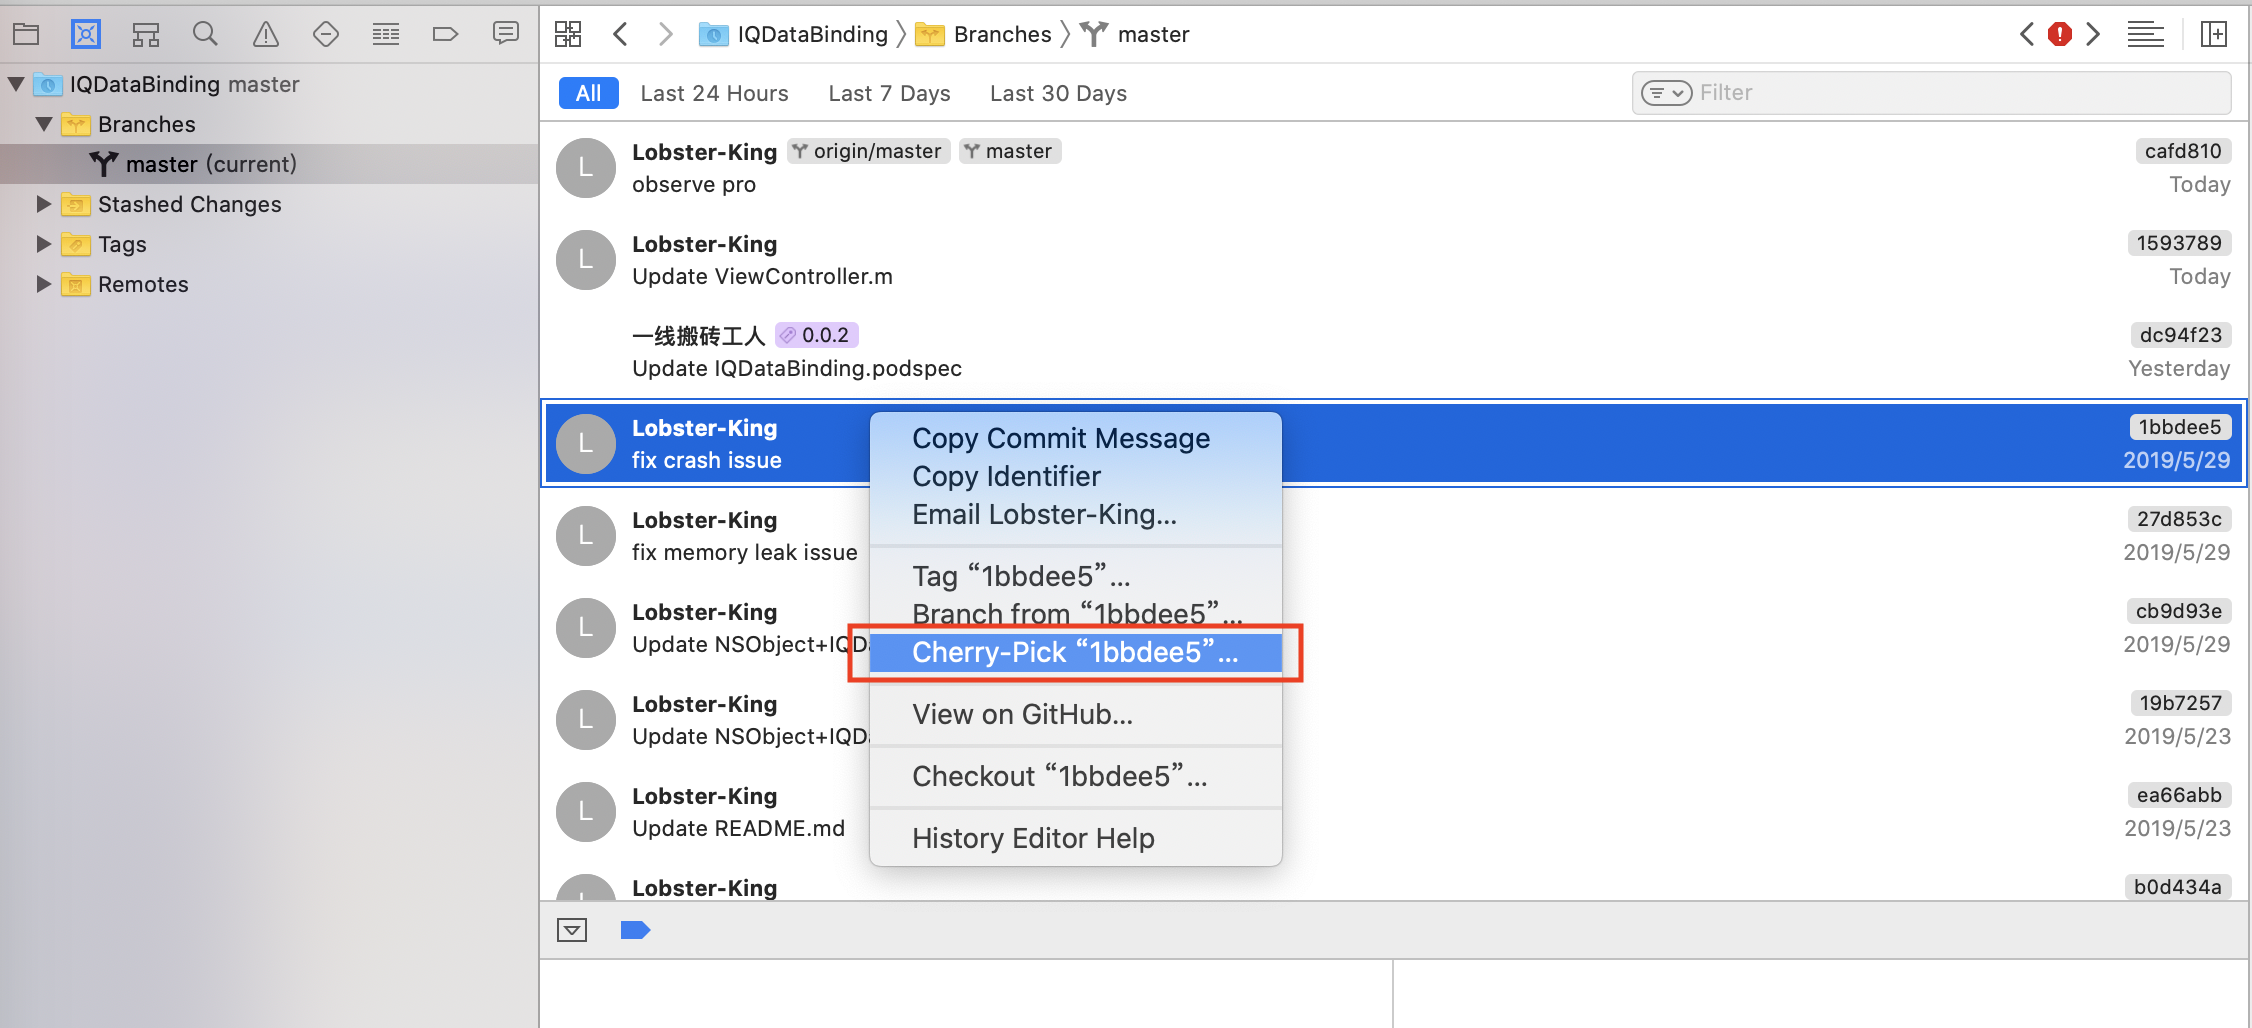 IQDataBinding master
Branches
master (current)
Stashed Changes
Tags
Remotes
IQDataBinding
Branches
master
All
Last 24 Hours
Last 7 Days
Last 30 Days
Filter
L
Lobster-King origin/master master cafd810
observe pro Today
L
Lobster-King 1593789
Update ViewController.m Today
一线搬砖工人 0.0.2 dc94f23
Update IQDataBinding.podspec Yesterday
L
Lobster-King 1bbdee5
fix crash issue 2019/5/29
L
Lobster-King 27d853c
fix memory leak issue 2019/5/29
L
Lobster-King cb9d93e
Update NSObject+IQDa 2019/5/29
L
Lobster-King 19b7257
Update NSObject+IQDa 2019/5/23
L
Lobster-King ea66abb
Update README.md 2019/5/23
L
Lobster-King b0d434a
Copy Commit Message
Copy Identifier
Email Lobster-King...
Tag “1bbdee5”...
Branch from “1bbdee5”...
Cherry-Pick “1bbdee5”...
View on GitHub...
Checkout “1bbdee5”...
History Editor Help